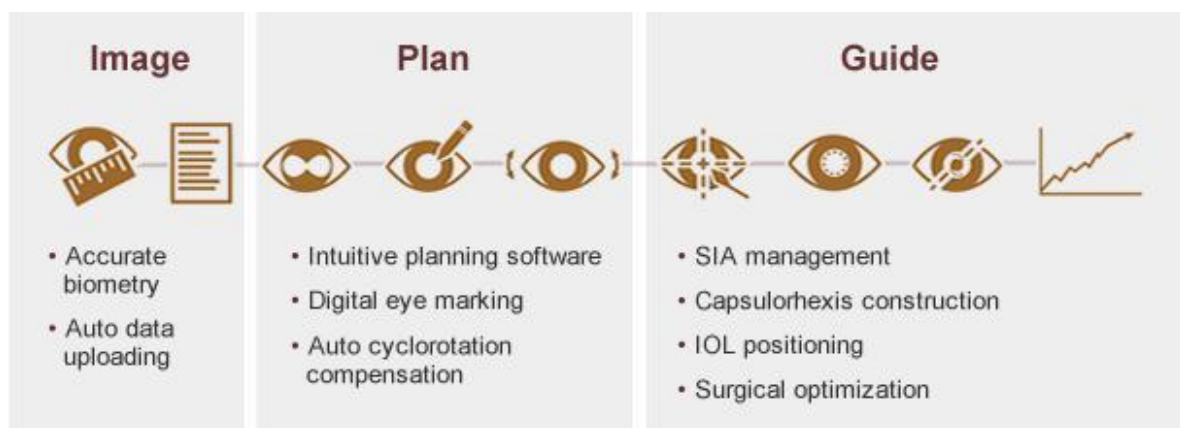 Image
• Accurate
biometry
• Auto data
uploading
Plan
• Intuitive planning software
• Digital eye marking
• Auto cyclorotation
compensation
Guide
• SIA management
• Capsulorhexis construction
• IOL positioning
• Surgical optimization